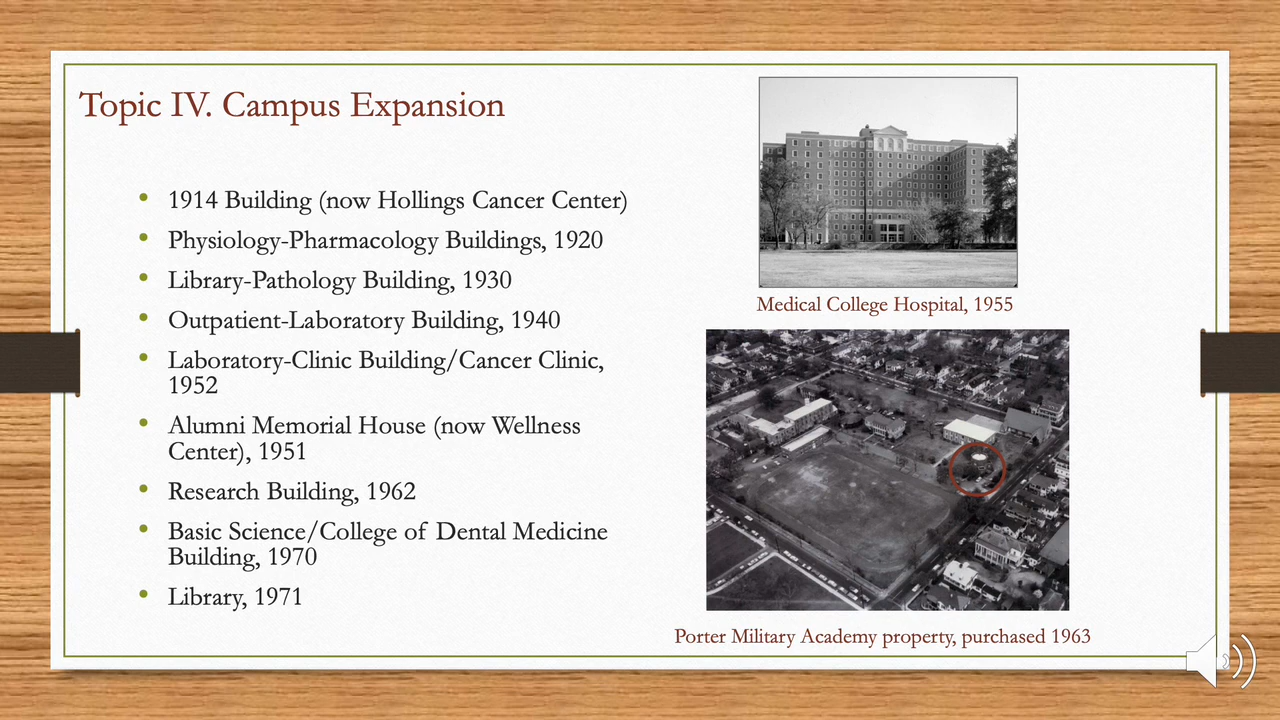 Topic IV. Campus Expansion
• 1914 Building (now Hollings Cancer Center)
• Physiology-Pharmacology Buildings, 1920
• Library-Pathology Building, 1930
• Outpatient-Laboratory Building, 1940
• Laboratory-Clinic Building/Cancer Clinic,
1952
• Alumni Memorial House (now Wellness
Center), 1951
• Research Building, 1962
• Basic Science/College of Dental Medicine
Building, 1970
• Library, 1971
Medical College Hospital, 1955
Porter Military Academy property, purchased 1963